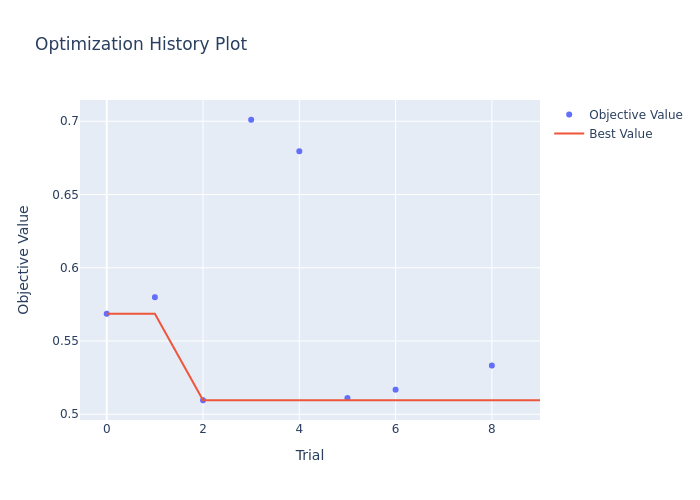 Optimization History Plot
Objective Value
Best Value
0.7
0.65
0.6
0.55
0.5
Objective Value
0
2
4
6
8
Trial